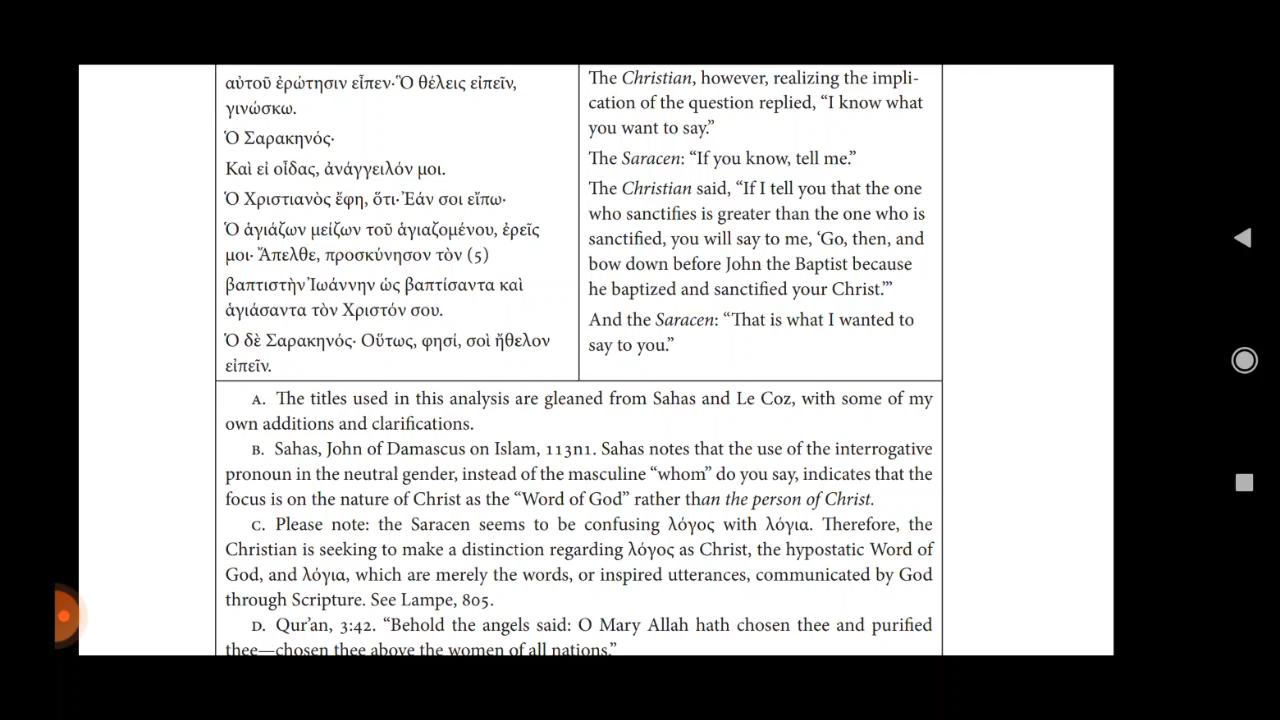 αὐτοῦ ἐρώτησιν εἶπεν· Ὃ θέλεις εἰπεῖν,
γινώσκω.
Ὁ Σαρακηνός·
Καὶ εἰ οἶδας, ἀνάγγειλόν μοι.
Ὁ Χριστιανὸς ἔφη, ὅτι· Ἐάν σοι εἴπω·
Ὁ ἁγιάζων μείζων τοῦ ἁγιαζομένου, ἐρεῖς
μοι· Ἄπελθε, προσκύνησον τὸν (5)
βαπτιστὴν Ἰωάννην ὡς βαπτίσαντα καὶ
ἁγιάσαντα τὸν Χριστόν σου.
Ὁ δὲ Σαρακηνός· Οὕτως, φησί, σοὶ ἤθελον
εἰπεῖν.
The Christian, however, realizing the impli-
cation of the question replied, “I know what
you want to say.”
The Saracen: “If you know, tell me.”
The Christian said, “If I tell you that the one
who sanctifies is greater than the one who is
sanctified, you will say to me, ‘Go, then, and
bow down before John the Baptist because
he baptized and sanctified your Christ.’”
And the Saracen: “That is what I wanted to
say to you.”
A. The titles used in this analysis are gleaned from Sahas and Le Coz, with some of my
own additions and clarifications.
B. Sahas, John of Damascus on Islam, 113n1. Sahas notes that the use of the interrogative
pronoun in the neutral gender, instead of the masculine “whom” do you say, indicates that the
focus is on the nature of Christ as the “Word of God” rather than the person of Christ.
C. Please note: the Saracen seems to be confusing λόγος with λόγια. Therefore, the
Christian is seeking to make a distinction regarding λόγος as Christ, the hypostatic Word of
God, and λόγια, which are merely the words, or inspired utterances, communicated by God
through Scripture. See Lampe, 805.
D. Qur’an, 3:42. “Behold the angels said: O Mary Allah hath chosen thee and purified
thee—chosen thee above the women of all nations.”